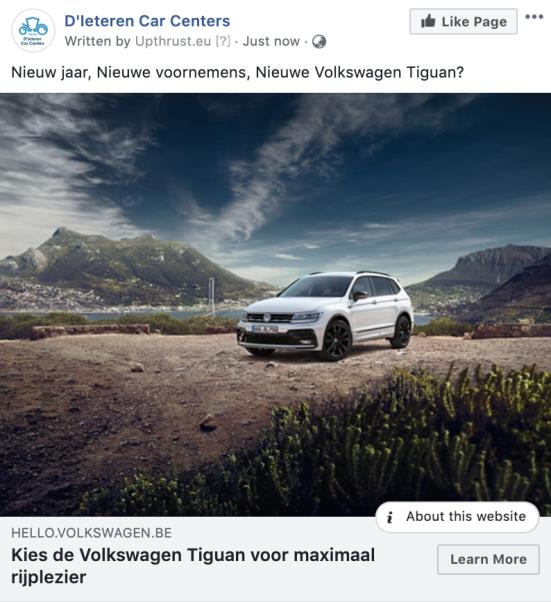 D'Ieteren Car Centers
Like Page
Written by Upthrust.eu [?] · Just now ·
Nieuw jaar, Nieuwe voornemens, Nieuwe Volkswagen Tiguan?
D'Ieteren
Car Centers
i About this website
HELLO.VOLKSWAGEN.BE
Kies de Volkswagen Tiguan voor maximaal
rijplezier
Learn More